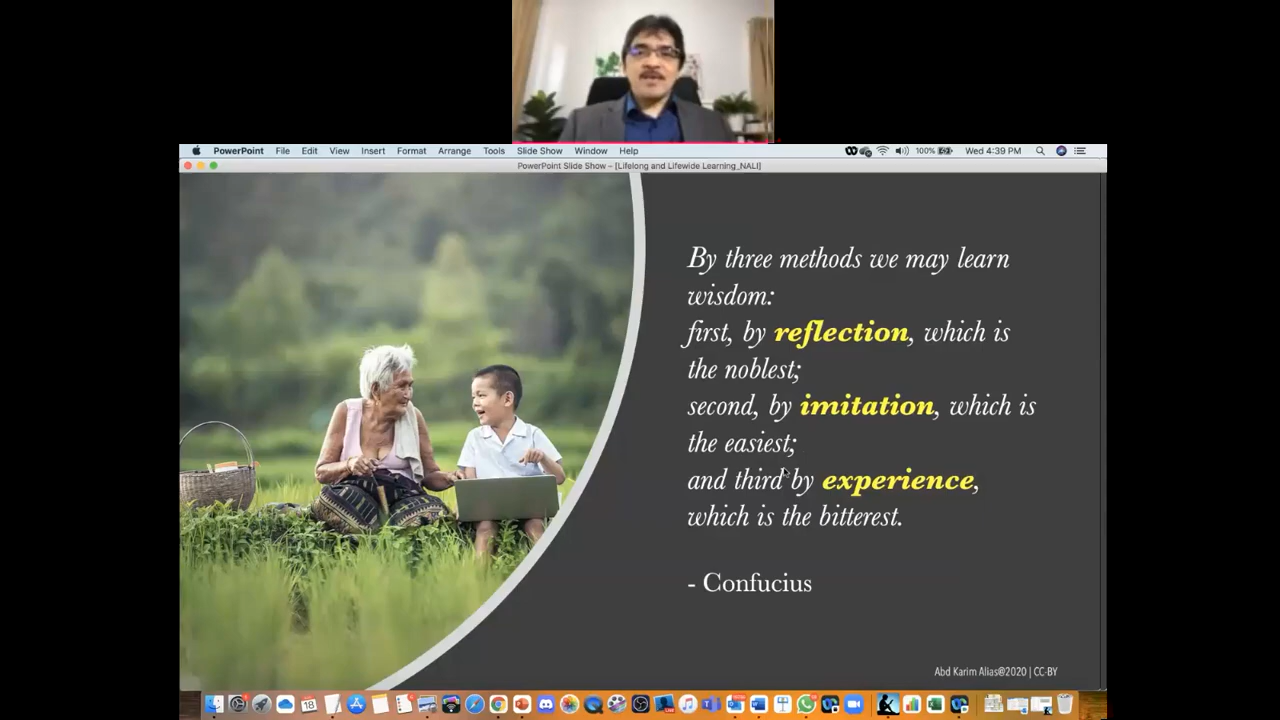 PowerPoint File Edit View Insert Format Arrange Tools Slide Show Window Help 100% Wed 4:39 PM
PowerPoint Slide Show – [Lifelong and Lifewide Learning_NALI]
By three methods we may learn
wisdom:
first, by reflection, which is
the noblest;
second, by imitation, which is
the easiest;
and third by experience,
which is the bitterest.
- Confucius
Abd Karim Alias@2020 | CC-BY
18